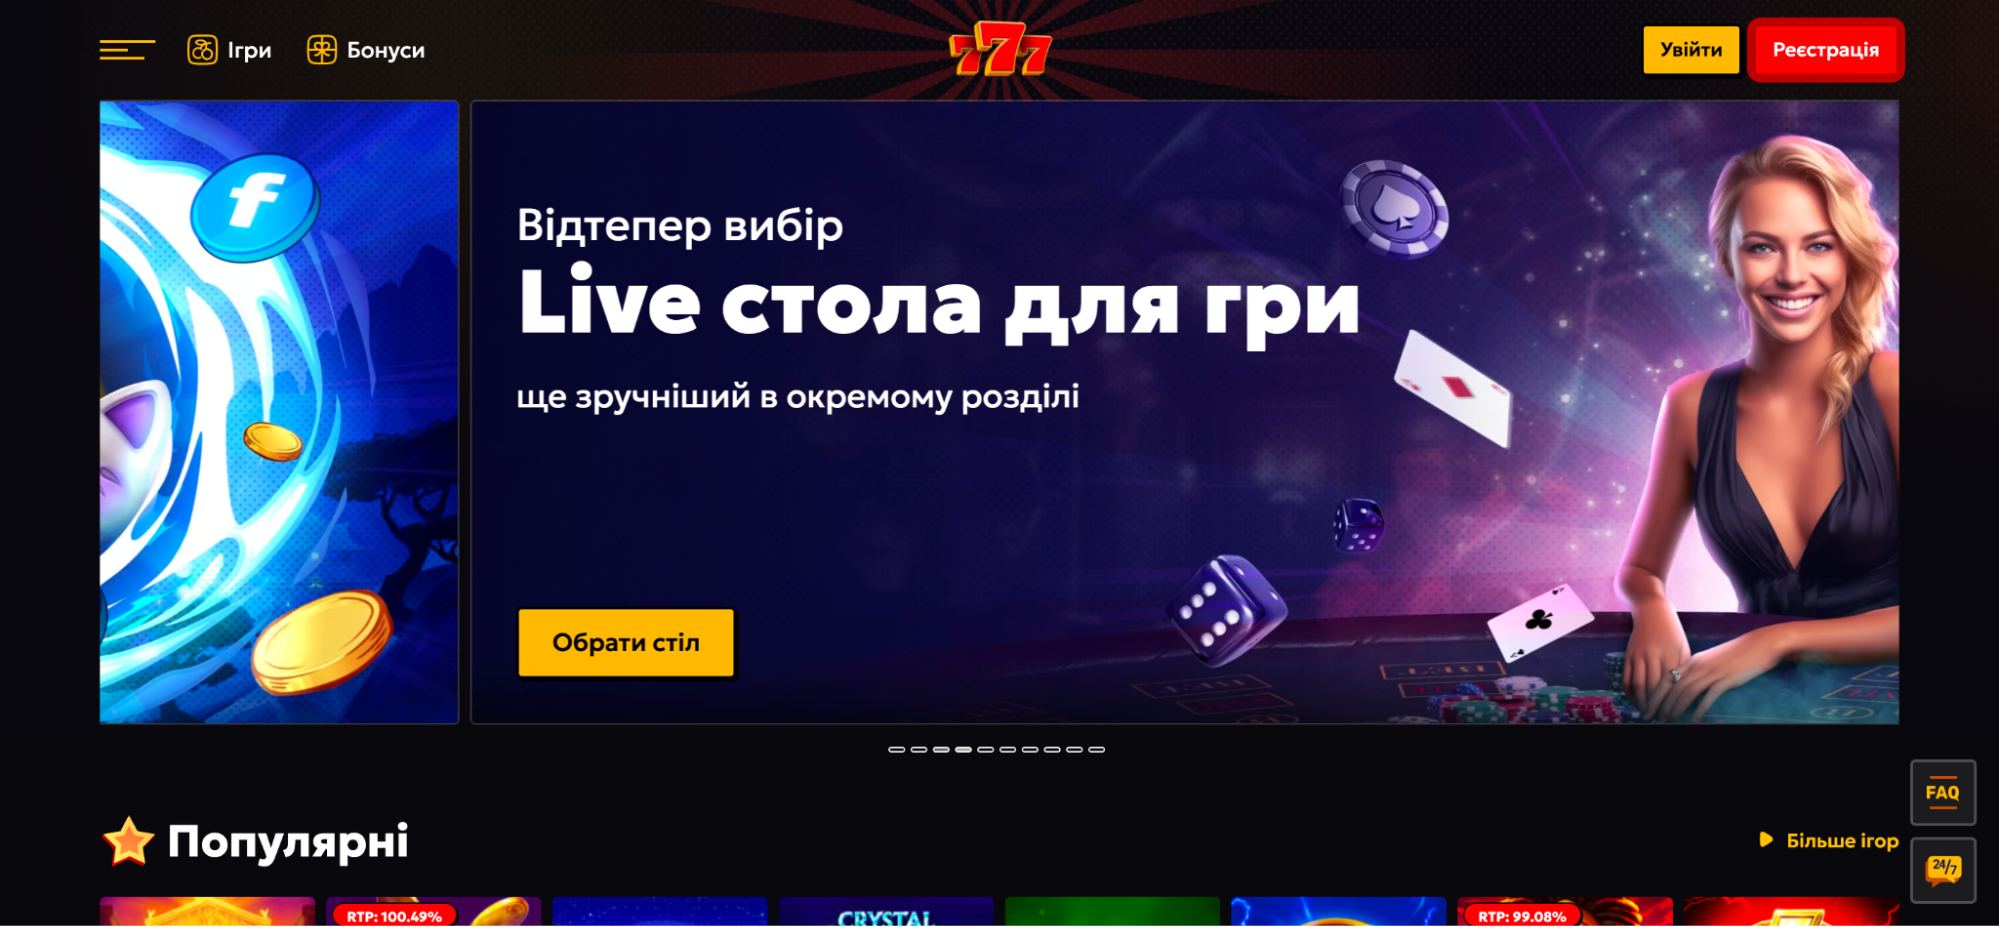 Ігри
Бонуси
777
Увійти
Реєстрація
f
Відтепер вибір
Live стола для гри
ще зручніший в окремому розділі
Обрати стіл
FAQ
Популярні
Більше ігор
24/7
RTP: 100.49%
CRYSTAL
RTP: 99.08%